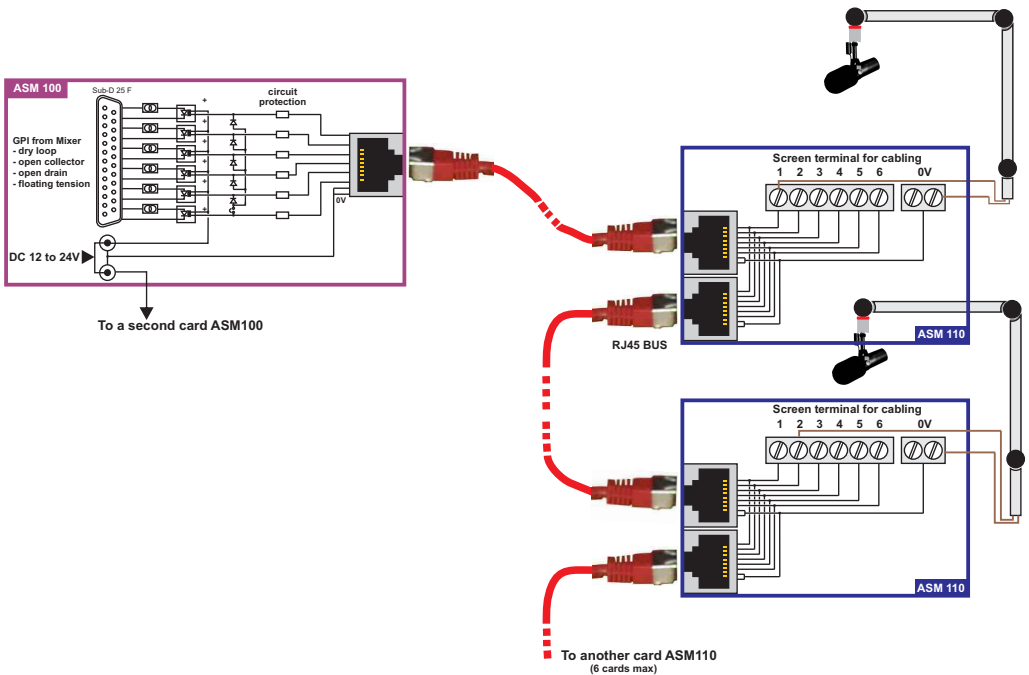 ASM 100
Sub-D 25 F
circuit
protection
+
+
+
+
+
+
GPI from Mixer
- dry loop
- open collector
- open drain
- floating tension
0V
DC 12 to 24V
To a second card ASM100
Screen terminal for cabling
1 2 3 4 5 6 0V
ASM 110
RJ45 BUS
Screen terminal for cabling
1 2 3 4 5 6 0V
ASM 110
To another card ASM110
(6 cards max)